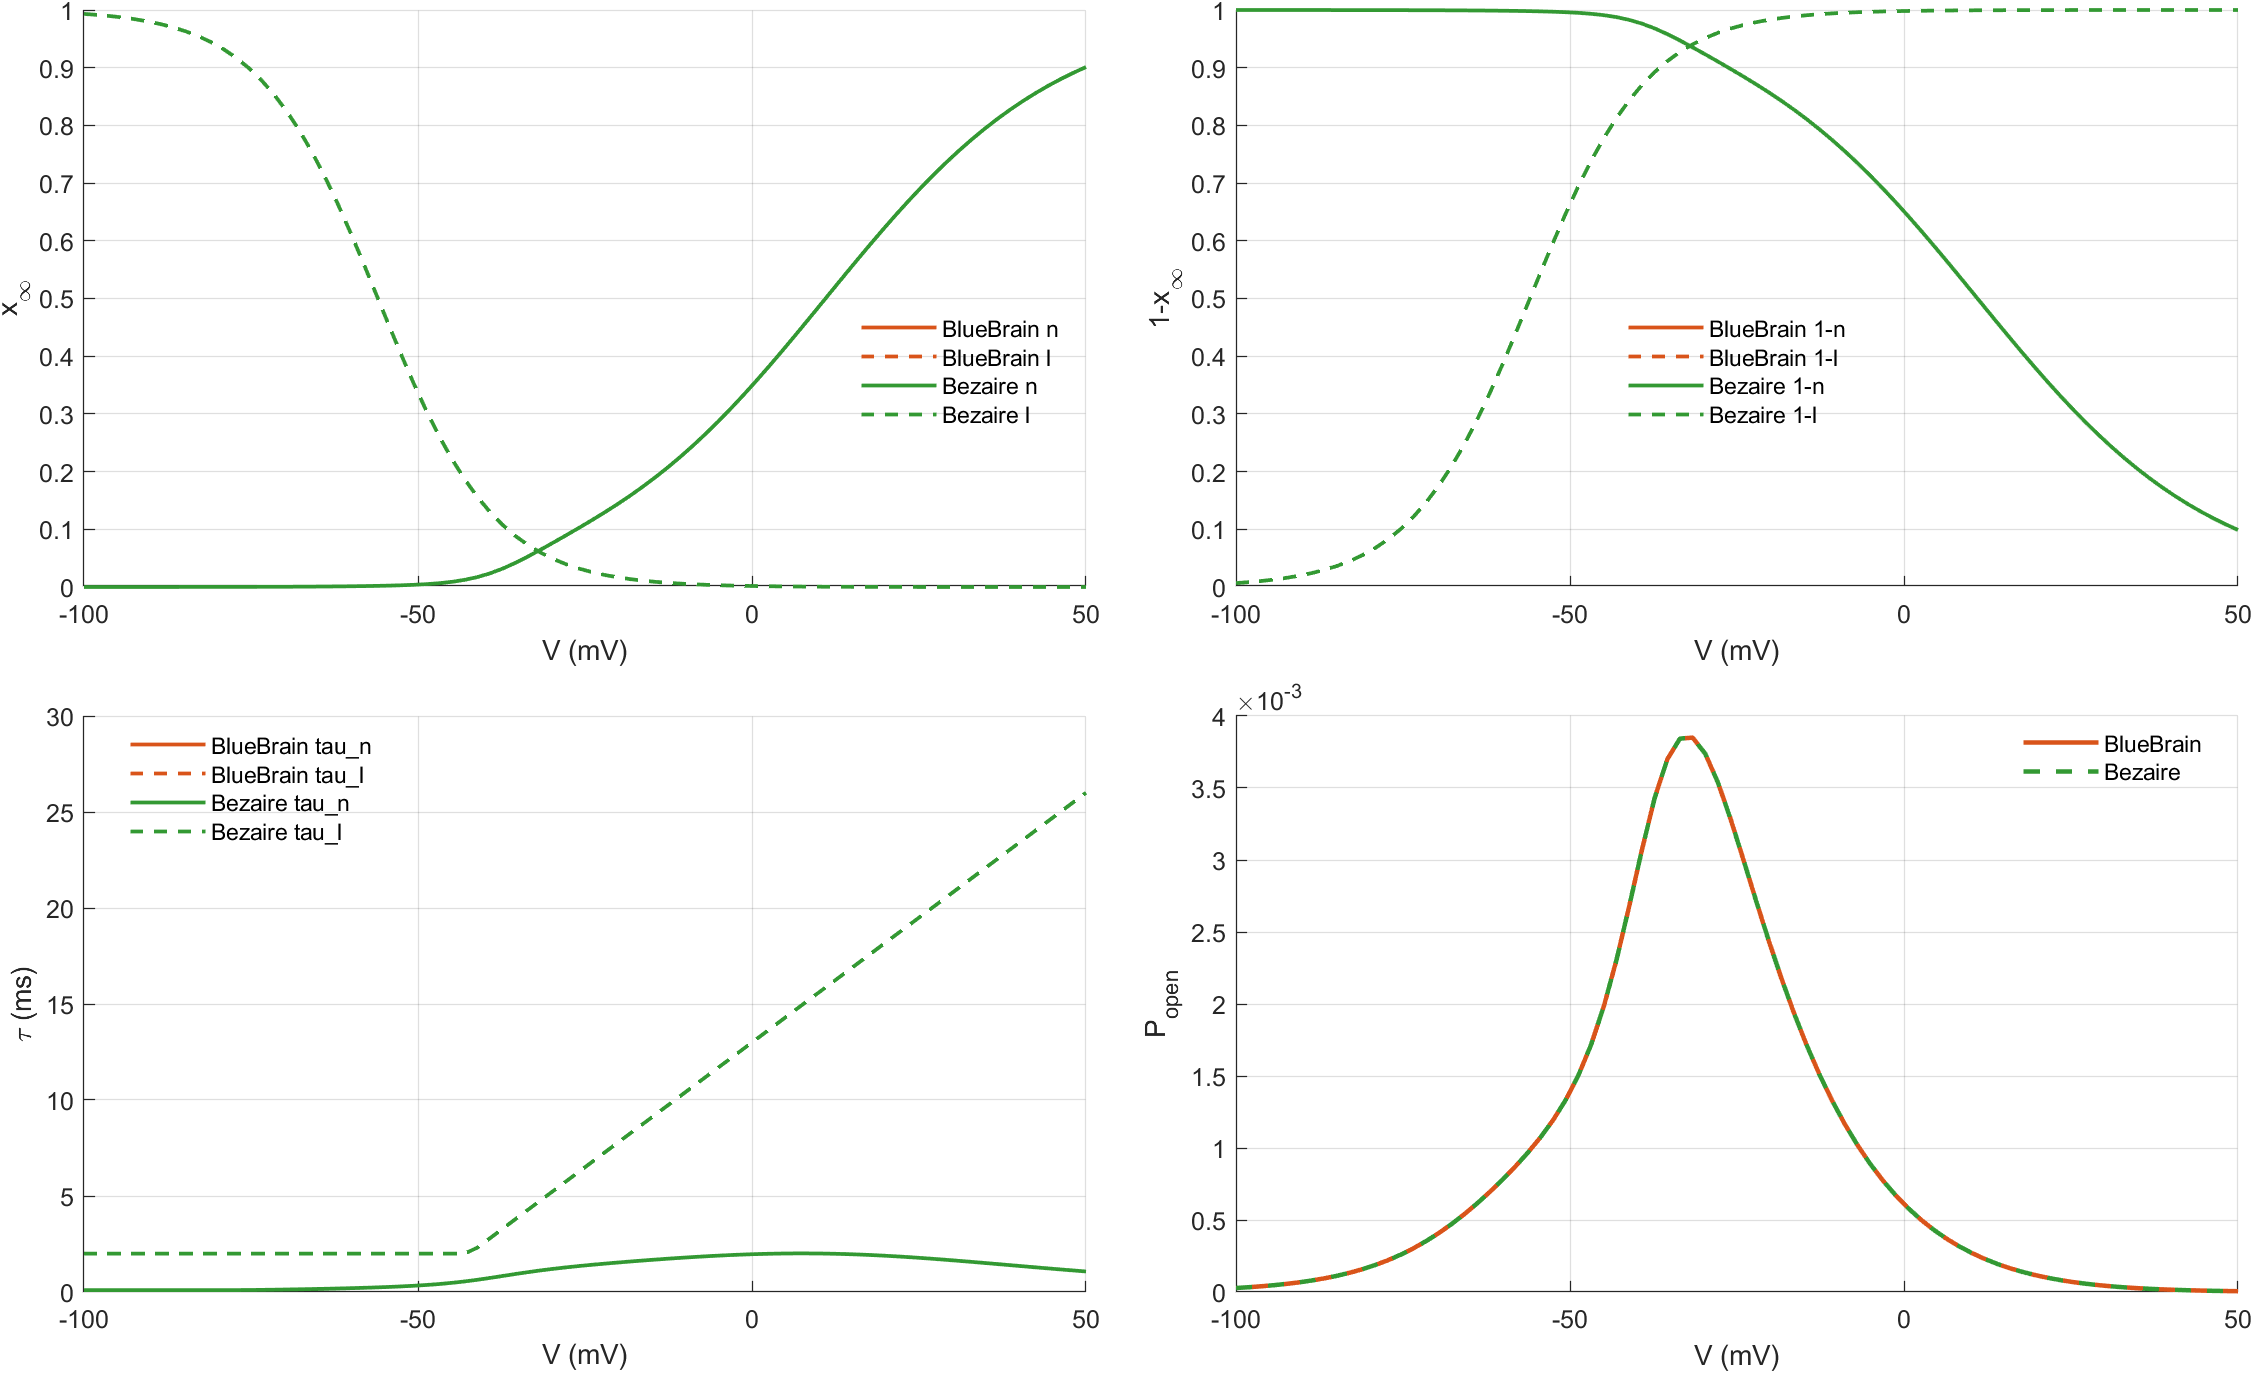 1
0.9
0.8
0.7
0.6
0.5
0.4
0.3
0.2
0.1
0
x∞
-100
-50
0
50
V (mV)
BlueBrain n
BlueBrain l
Bezaire n
Bezaire l
1
0.9
0.8
0.7
0.6
0.5
0.4
0.3
0.2
0.1
0
1-x∞
-100
-50
0
50
V (mV)
BlueBrain 1-n
BlueBrain 1-l
Bezaire 1-n
Bezaire 1-l
30
25
20
15
10
5
0
τ (ms)
-100
-50
0
50
V (mV)
BlueBrain tau_n
BlueBrain tau_l
Bezaire tau_n
Bezaire tau_l
×10-3
4
3.5
3
2.5
2
1.5
1
0.5
0
Popen
-100
-50
0
50
V (mV)
BlueBrain
Bezaire